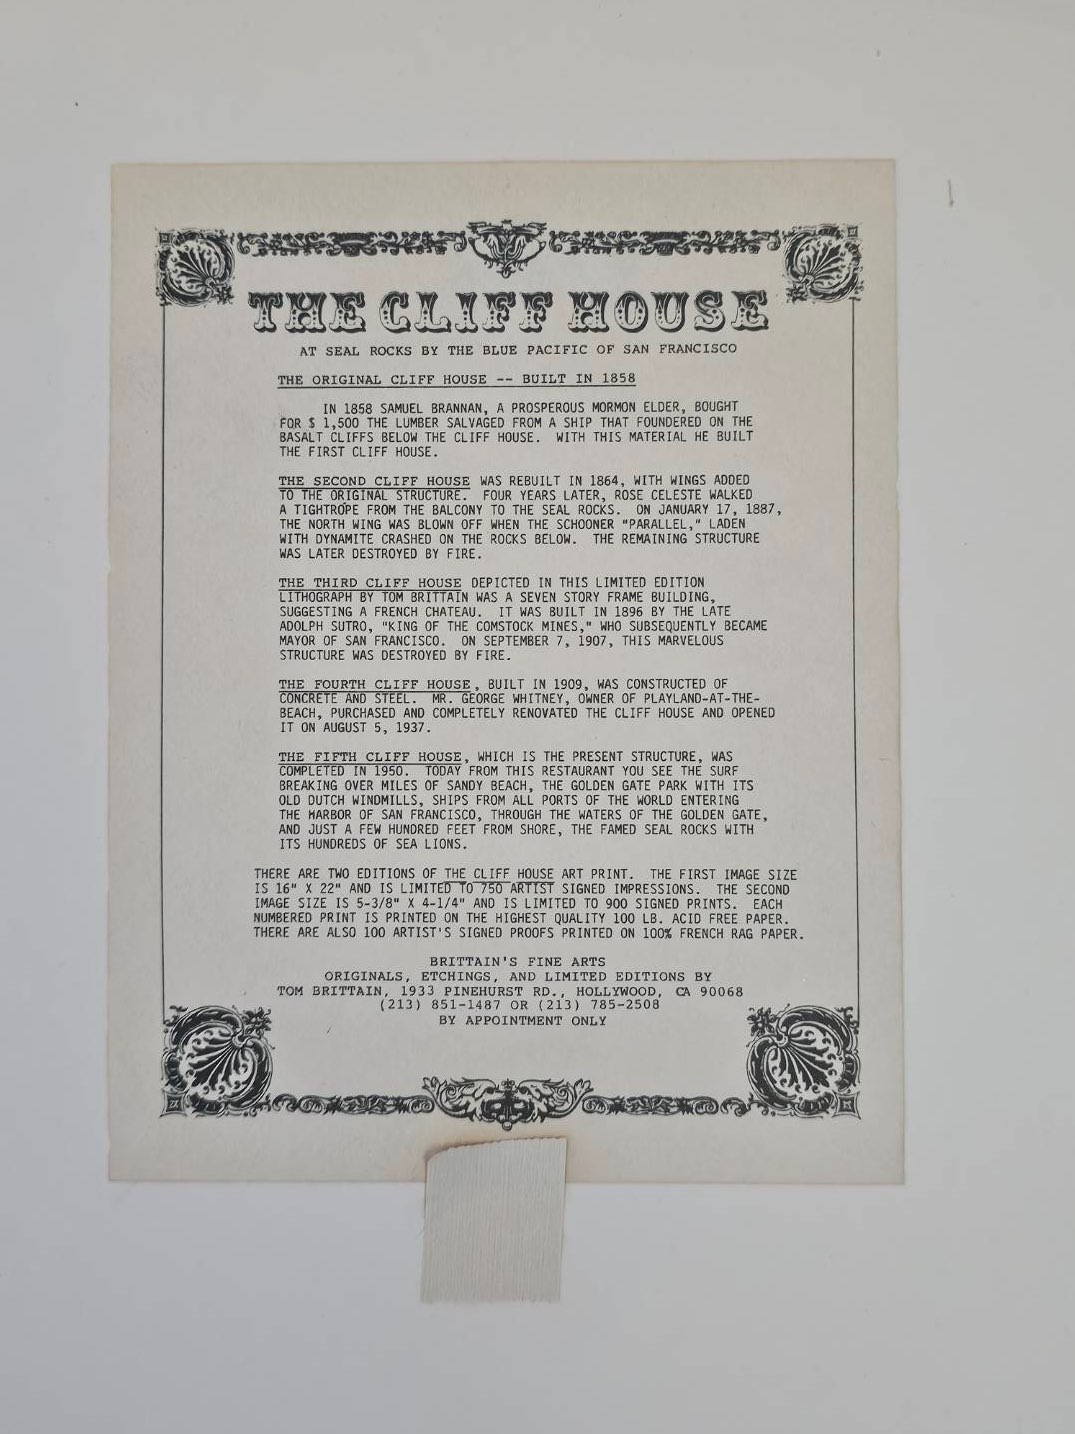 THE CLIFF HOUSE
AT SEAL ROCKS BY THE BLUE PACIFIC OF SAN FRANCISCO
THE ORIGINAL CLIFF HOUSE -- BUILT IN 1858
IN 1858 SAMUEL BRANNAN, A PROSPEROUS MORMON ELDER, BOUGHT
FOR $ 1,500 THE LUMBER SALVAGED FROM A SHIP THAT FOUNDERED ON THE
BASALT CLIFFS BELOW THE CLIFF HOUSE. WITH THIS MATERIAL HE BUILT
THE FIRST CLIFF HOUSE.
THE SECOND CLIFF HOUSE WAS REBUILT IN 1864, WITH WINGS ADDED
TO THE ORIGINAL STRUCTURE. FOUR YEARS LATER, ROSE CELESTE WALKED
A TIGHTROPE FROM THE BALCONY TO THE SEAL ROCKS. ON JANUARY 17, 1887,
THE NORTH WING WAS BLOWN OFF WHEN THE SCHOONER "PARALLEL," LADEN
WITH DYNAMITE CRASHED ON THE ROCKS BELOW. THE REMAINING STRUCTURE
WAS LATER DESTROYED BY FIRE.
THE THIRD CLIFF HOUSE DEPICTED IN THIS LIMITED EDITION
LITHOGRAPH BY TOM BRITTAIN WAS A SEVEN STORY FRAME BUILDING,
SUGGESTING A FRENCH CHATEAU. IT WAS BUILT IN 1896 BY THE LATE
ADOLPH SUTRO, "KING OF THE COMSTOCK MINES," WHO SUBSEQUENTLY BECAME
MAYOR OF SAN FRANCISCO. ON SEPTEMBER 7, 1907, THIS MARVELOUS
STRUCTURE WAS DESTROYED BY FIRE.
THE FOURTH CLIFF HOUSE, BUILT IN 1909, WAS CONSTRUCTED OF
CONCRETE AND STEEL. MR. GEORGE WHITNEY, OWNER OF PLAYLAND-AT-THE-
BEACH, PURCHASED AND COMPLETELY RENOVATED THE CLIFF HOUSE AND OPENED
IT ON AUGUST 5, 1937.
THE FIFTH CLIFF HOUSE, WHICH IS THE PRESENT STRUCTURE, WAS
COMPLETED IN 1950. TODAY FROM THIS RESTAURANT YOU SEE THE SURF
BREAKING OVER MILES OF SANDY BEACH, THE GOLDEN GATE PARK WITH ITS
OLD DUTCH WINDMILLS, SHIPS FROM ALL PORTS OF THE WORLD ENTERING
THE HARBOR OF SAN FRANCISCO, THROUGH THE WATERS OF THE GOLDEN GATE,
AND JUST A FEW HUNDRED FEET FROM SHORE, THE FAMED SEAL ROCKS WITH
ITS HUNDREDS OF SEA LIONS.
THERE ARE TWO EDITIONS OF THE CLIFF HOUSE ART PRINT. THE FIRST IMAGE SIZE
IS 16" X 22" AND IS LIMITED TO 750 ARTIST SIGNED IMPRESSIONS. THE SECOND
IMAGE SIZE IS 5-3/8" X 4-1/4" AND IS LIMITED TO 900 SIGNED PRINTS. EACH
NUMBERED PRINT IS PRINTED ON THE HIGHEST QUALITY 100 LB. ACID FREE PAPER.
THERE ARE ALSO 100 ARTIST'S SIGNED PROOFS PRINTED ON 100% FRENCH RAG PAPER.
BRITTAIN'S FINE ARTS
ORIGINALS, ETCHINGS, AND LIMITED EDITIONS BY
TOM BRITTAIN, 1933 PINEHURST RD., HOLLYWOOD, CA 90068
(213) 851-1487 OR (213) 785-2508
BY APPOINTMENT ONLY